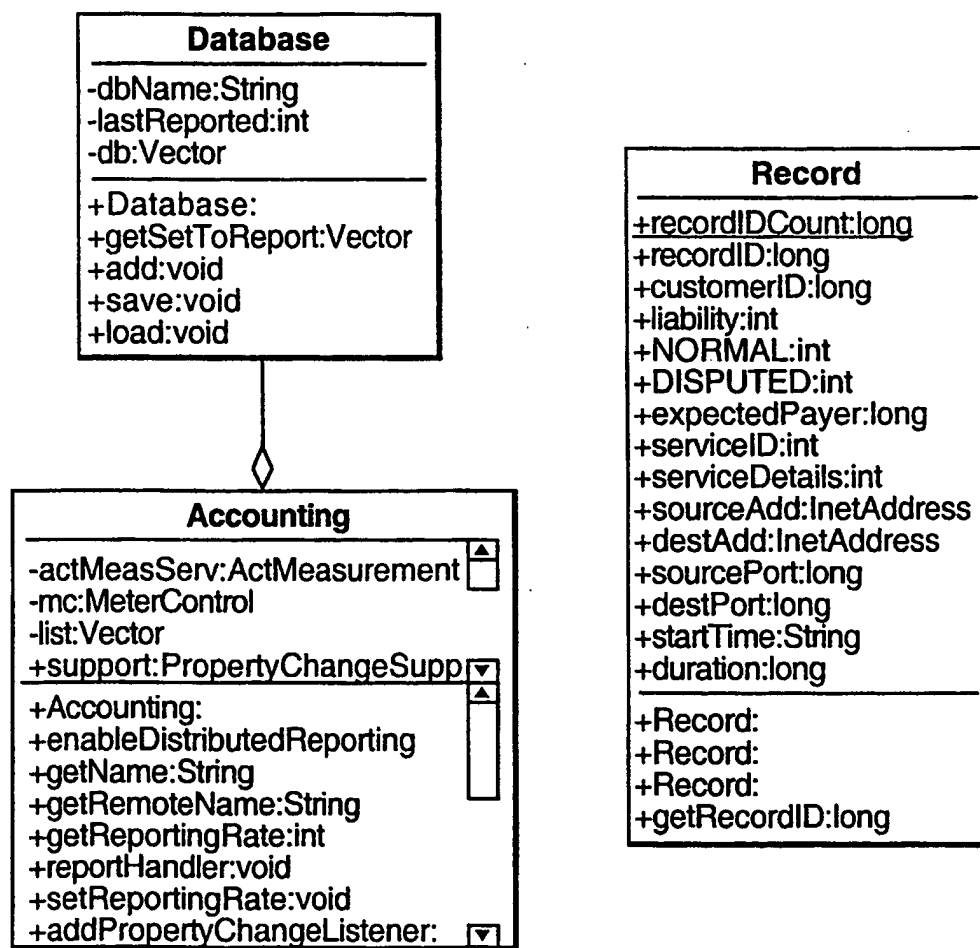 Database
-dbName:String
-lastReported:int
-db:Vector
+Database:
+getSetToReport:Vector
+add:void
+save:void
+load:void
Accounting
-actMeasServ:ActMeasurement
-mc:MeterControl
-list:Vector
+support:PropertyChangeSupp
+Accounting:
+enableDistributedReporting
+getName:String
+getRemoteName:String
+getReportingRate:int
+reportHandler:void
+setReportingRate:void
+addPropertyChangeListener:
Record
+recordIDCount:long
+recordID:long
+customerID:long
+liability:int
+NORMAL:int
+DISPUTED:int
+expectedPayer:long
+serviceID:int
+serviceDetails:int
+sourceAdd:InetAddress
+destAdd:InetAddress
+sourcePort:long
+destPort:long
+startTime:String
+duration:long
+Record:
+Record:
+Record:
+getRecordID:long